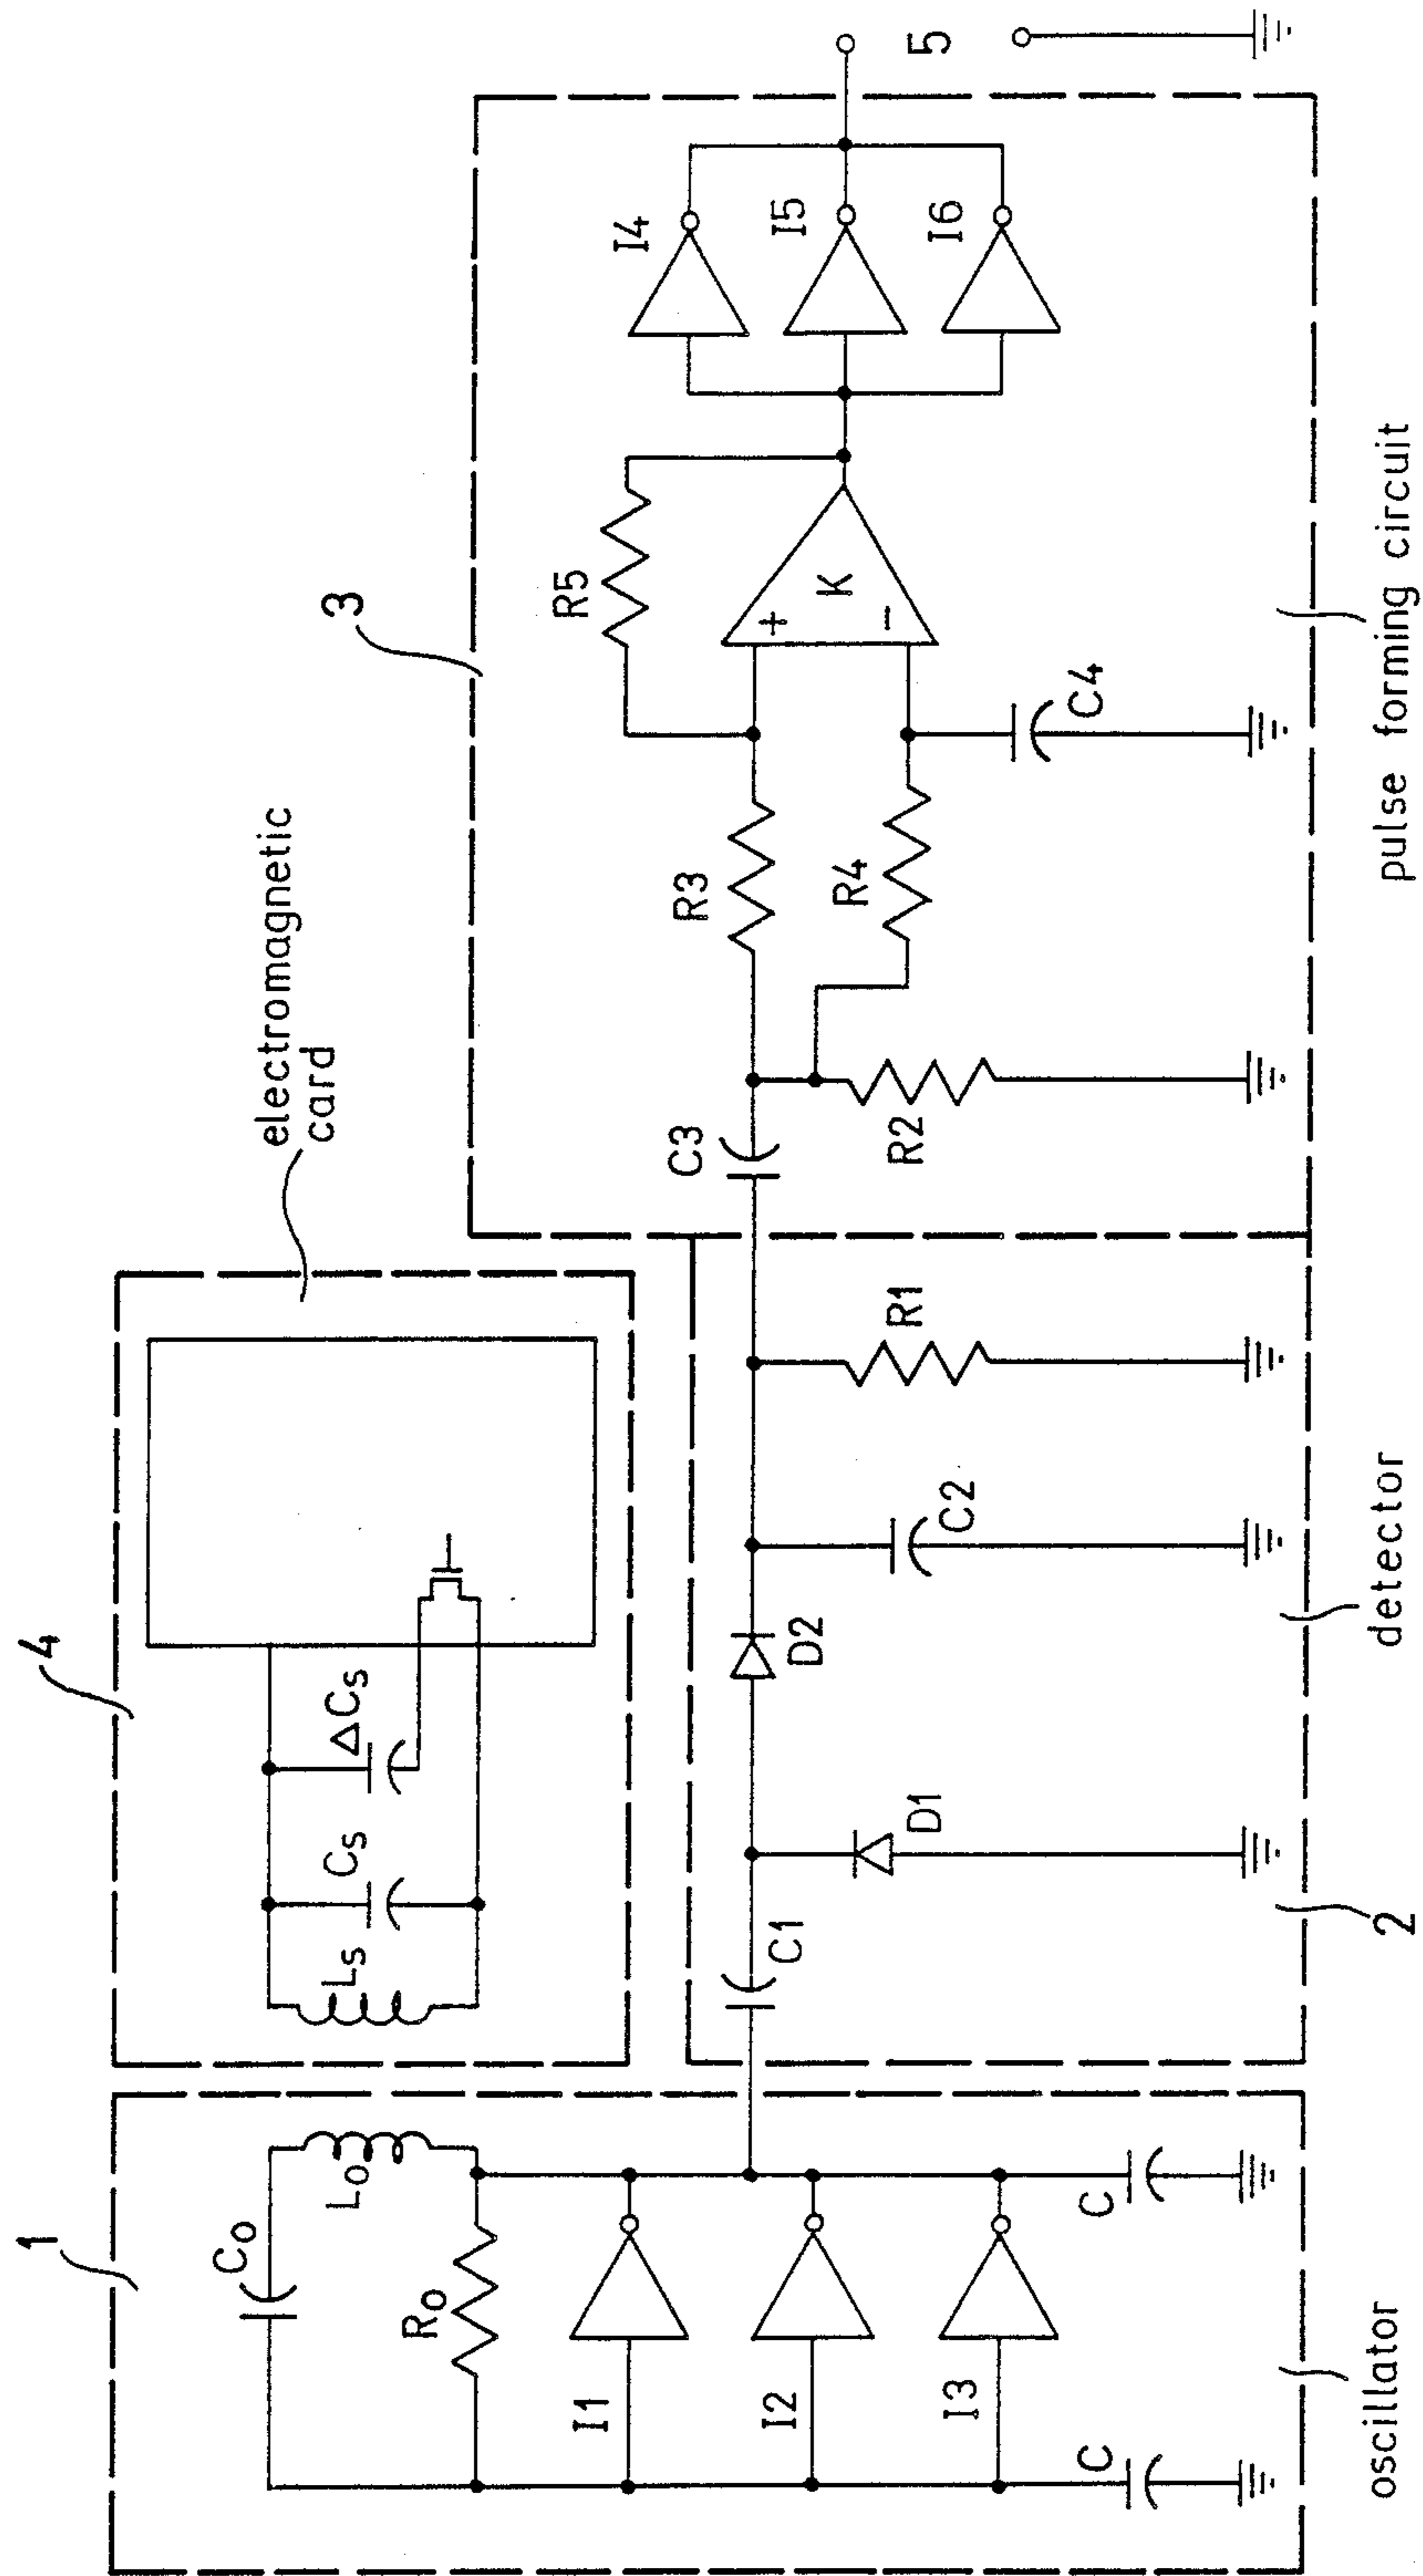 1
Co
Lo
Ro
I1
I2
I3
C
C
oscillator
4
Ls
Cs
ΔCs
electromagnetic
card
C1
D1
D2
C2
R1
2
detector
3
C3
R2
R3
R4
R5
+
K
−
C4
I4
I5
I6
5
pulse forming circuit